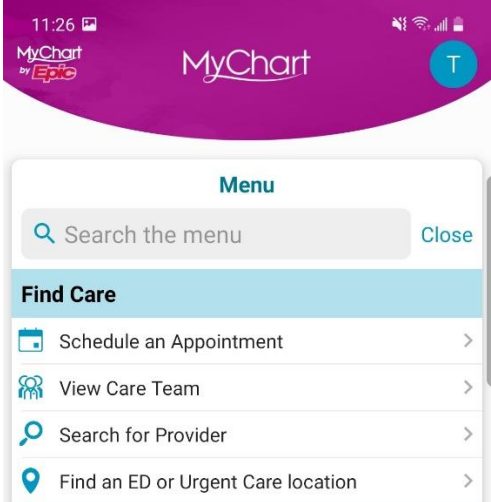 11:26
MyChart
by Epic
MyChart
T
Menu
Search the menu
Close
Find Care
Schedule an Appointment
View Care Team
Search for Provider
Find an ED or Urgent Care location